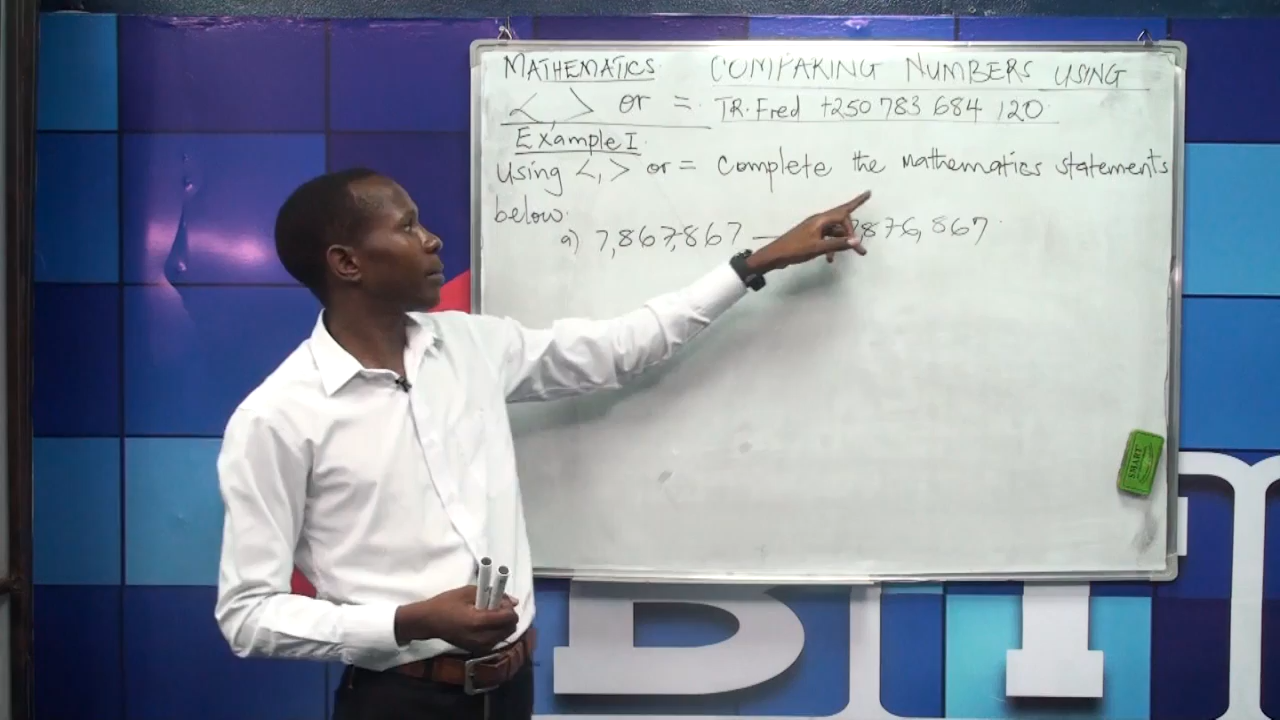 MATHEMATICS COMPARING NUMBERS USING
<, > or = TR. Fred +250 783 684 120
Example I
Using <, > or = complete the mathematics statements
below.
a) 7,867,867 — 876,867
SMART